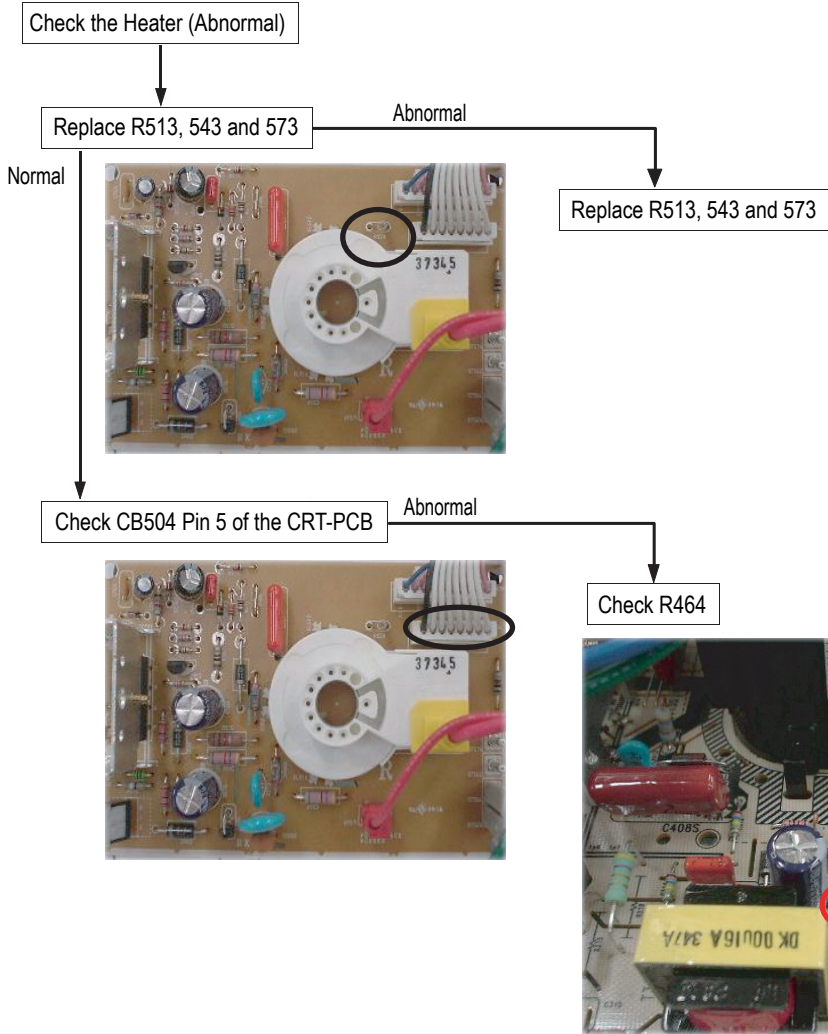 Check the Heater (Abnormal)
Replace R513, 543 and 573
Abnormal
Normal
Replace R513, 543 and 573
37345
R
Check CB504 Pin 5 of the CRT-PCB
Abnormal
Check R464
37345
R
C408S
DK 00U16A 347A